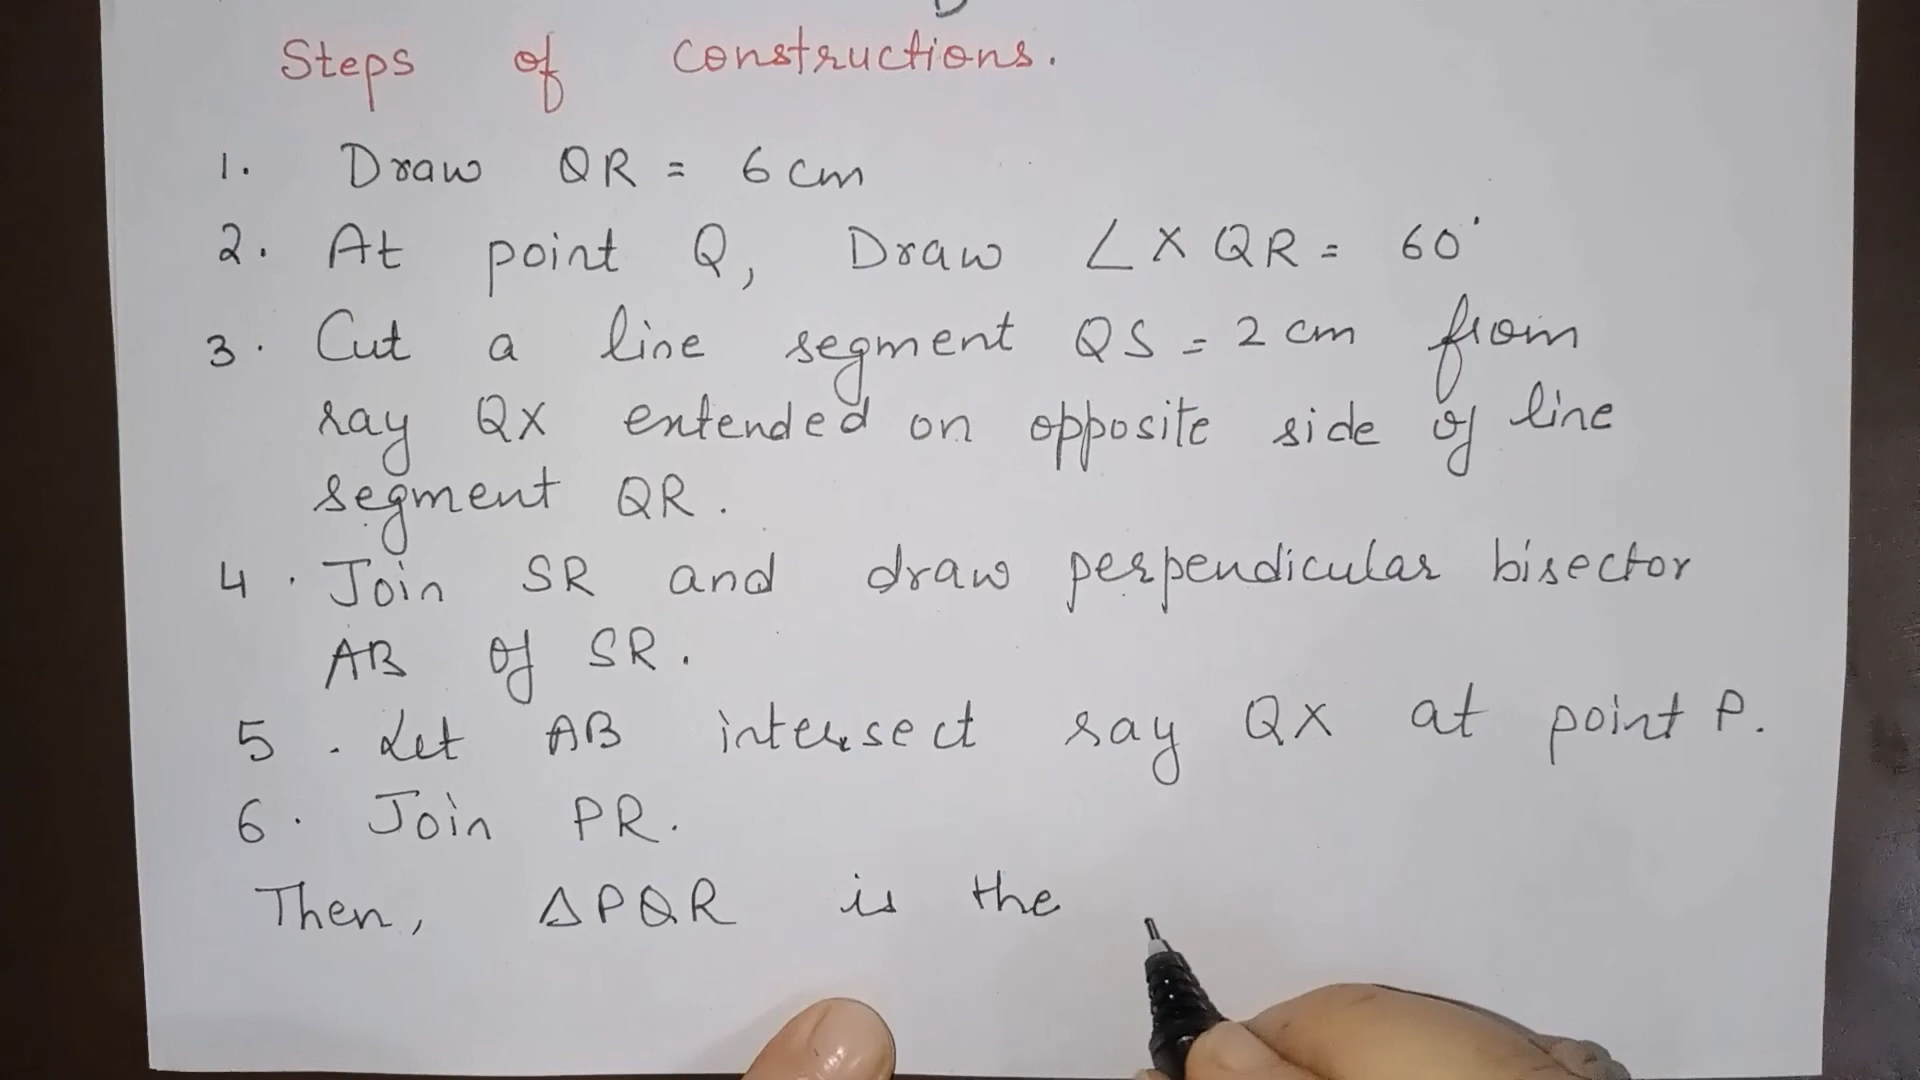 Steps of constructions.
1. Draw QR = 6 cm
2. At point Q, Draw ∠XQR = 60°
3. Cut a line segment QS = 2 cm from
ray QX extended on opposite side of line
segment QR.
4. Join SR and draw perpendicular bisector
AB of SR.
5. Let AB intersect ray QX at point P.
6. Join PR.
Then, △PQR is the